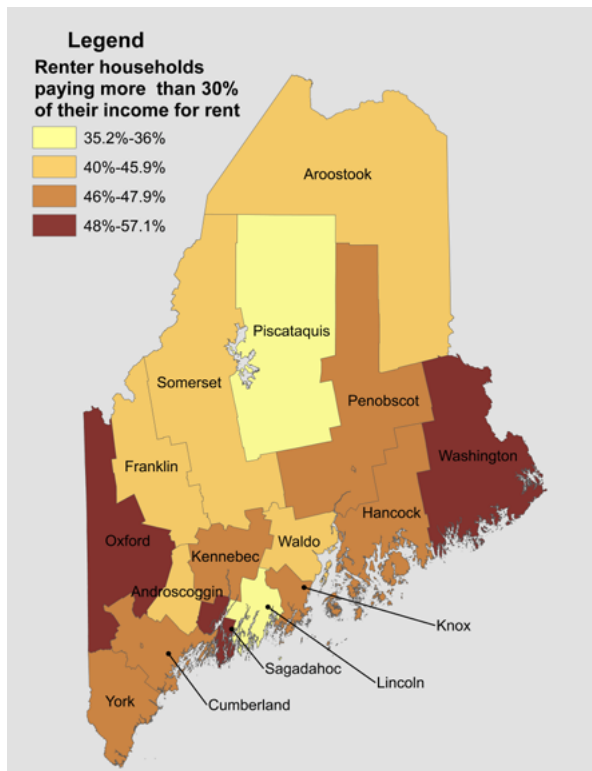 Legend
Renter households
paying more than 30%
of their income for rent
35.2%-36%
40%-45.9%
46%-47.9%
48%-57.1%
Aroostook
Piscataquis
Somerset
Penobscot
Washington
Franklin
Hancock
Oxford
Waldo
Kennebec
Androscoggin
Knox
Sagadahoc
Lincoln
York
Cumberland